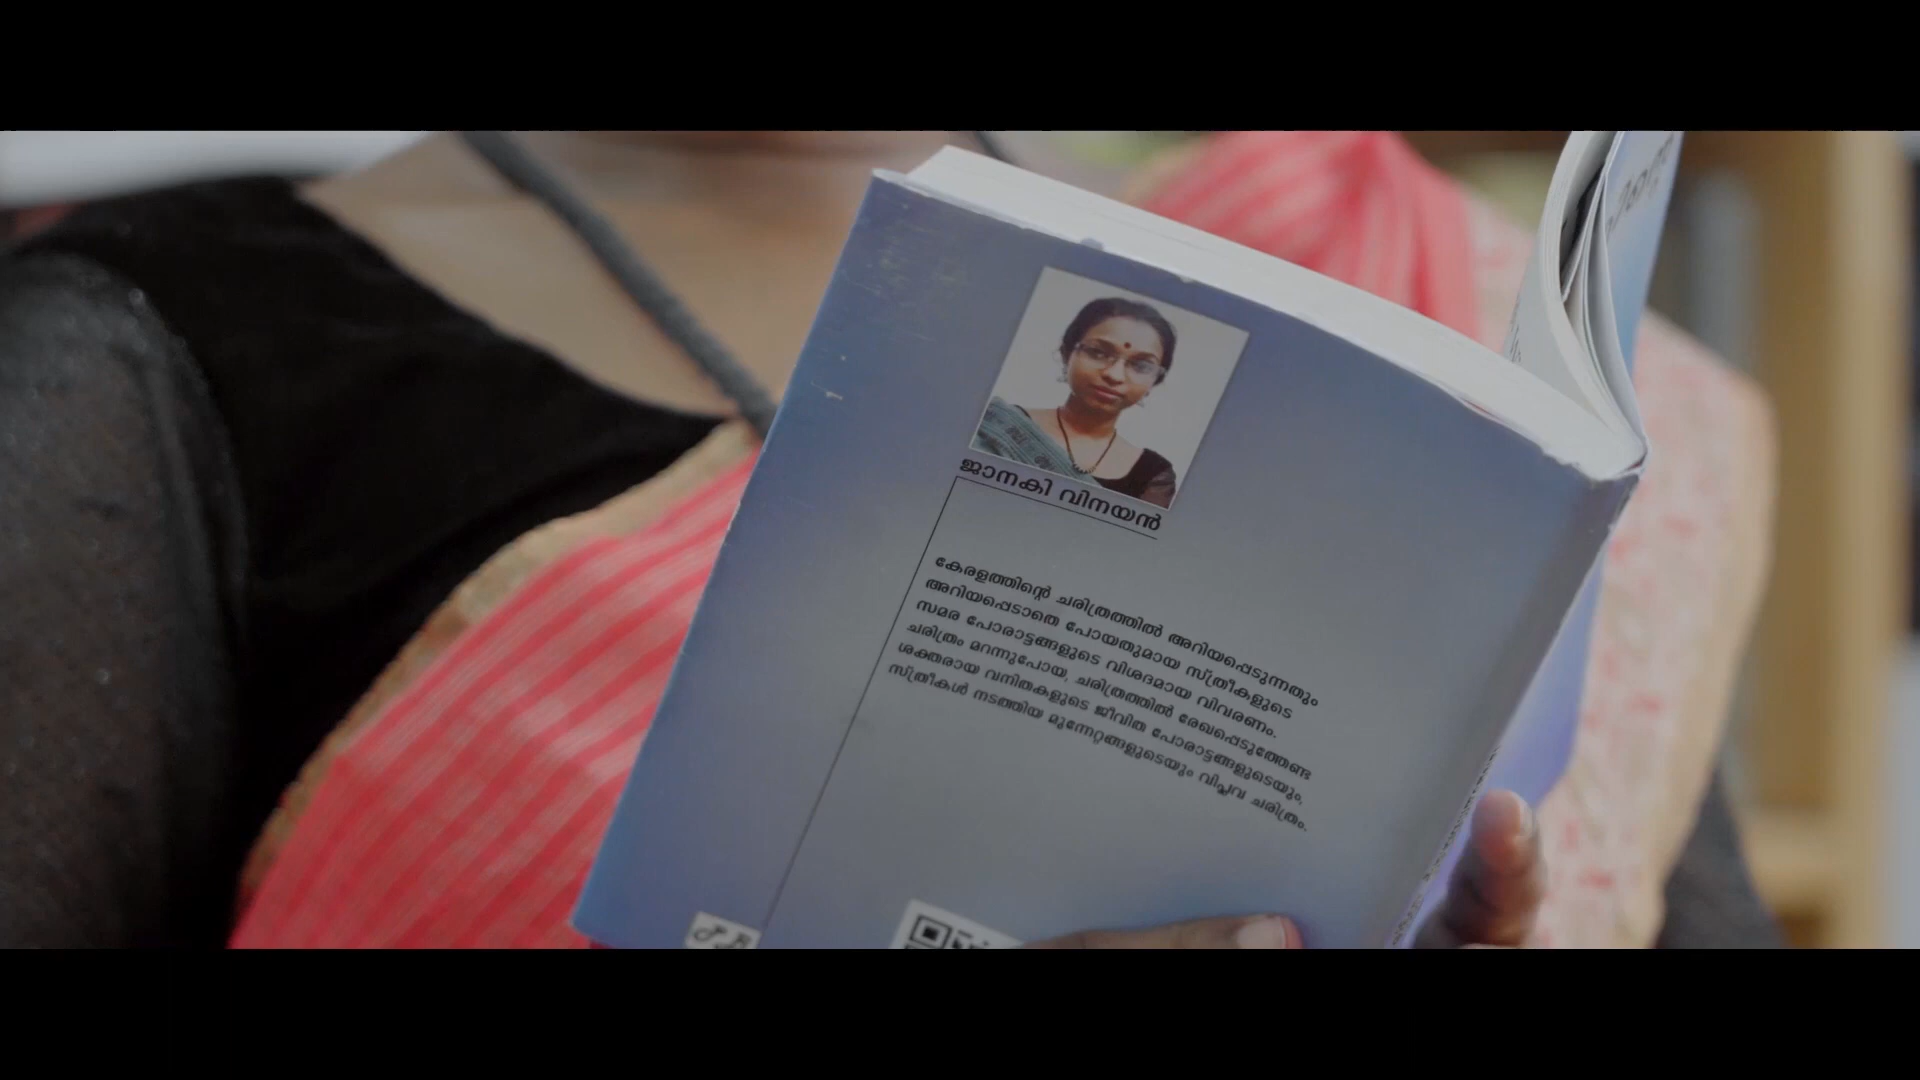 ജാനകി വിനയൻ
കേരളത്തിന്റെ ചരിത്രത്തിൽ അറിയപ്പെടുന്നതും
അറിയപ്പെടാതെ പോയതുമായ സ്ത്രീകളുടെ
സമര പോരാട്ടങ്ങളുടെ വിശദമായ വിവരണം.
ചരിത്രം മറന്നുപോയ, ചരിത്രത്തിൽ രേഖപ്പെടുത്തേണ്ട
ശക്തരായ വനിതകളുടെ ജീവിത പോരാട്ടങ്ങളുടെയും,
സ്ത്രീകൾ നടത്തിയ മുന്നേറ്റങ്ങളുടെയും വിപ്ലവ ചരിത്രം.